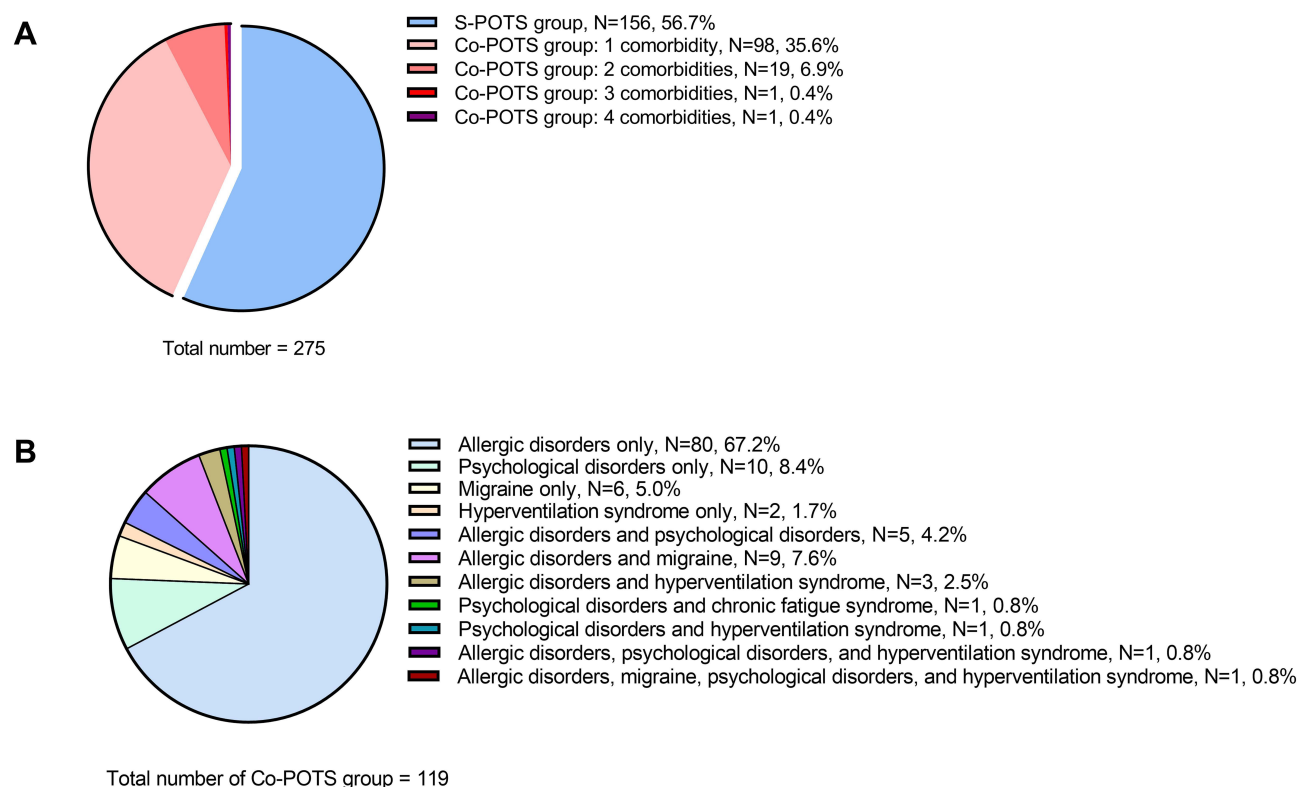 A
S-POTS group, N=156, 56.7%
Co-POTS group: 1 comorbidity, N=98, 35.6%
Co-POTS group: 2 comorbidities, N=19, 6.9%
Co-POTS group: 3 comorbidities, N=1, 0.4%
Co-POTS group: 4 comorbidities, N=1, 0.4%
Total number = 275
B
Allergic disorders only, N=80, 67.2%
Psychological disorders only, N=10, 8.4%
Migraine only, N=6, 5.0%
Hyperventilation syndrome only, N=2, 1.7%
Allergic disorders and psychological disorders, N=5, 4.2%
Allergic disorders and migraine, N=9, 7.6%
Allergic disorders and hyperventilation syndrome, N=3, 2.5%
Psychological disorders and chronic fatigue syndrome, N=1, 0.8%
Psychological disorders and hyperventilation syndrome, N=1, 0.8%
Allergic disorders, psychological disorders, and hyperventilation syndrome, N=1, 0.8%
Allergic disorders, migraine, psychological disorders, and hyperventilation syndrome, N=1, 0.8%
Total number of Co-POTS group = 119